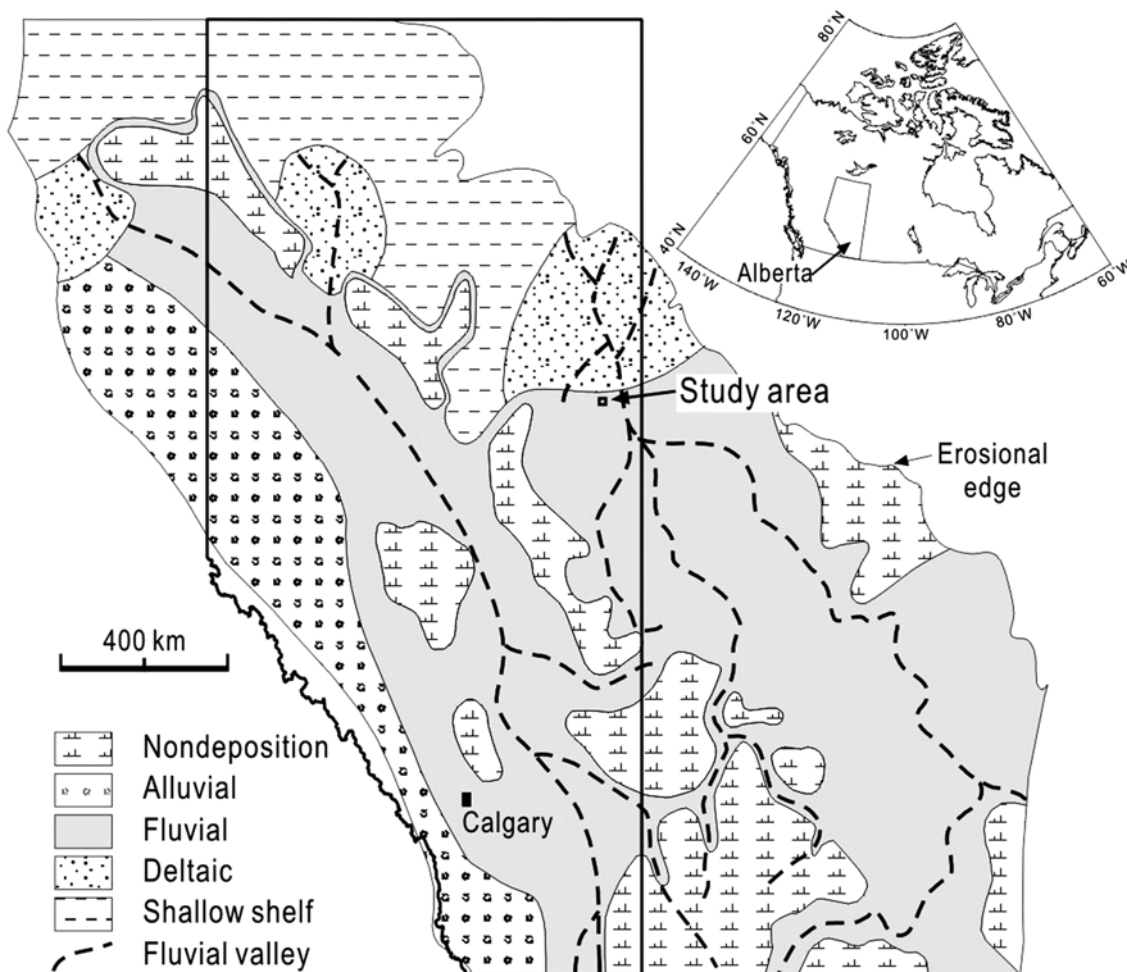 80°N
60°N
40°N
140°W
120°W
100°W
80°W
60°W
Alberta
Study area
Erosional
edge
400 km
Calgary
Nondeposition
Alluvial
Fluvial
Deltaic
Shallow shelf
Fluvial valley